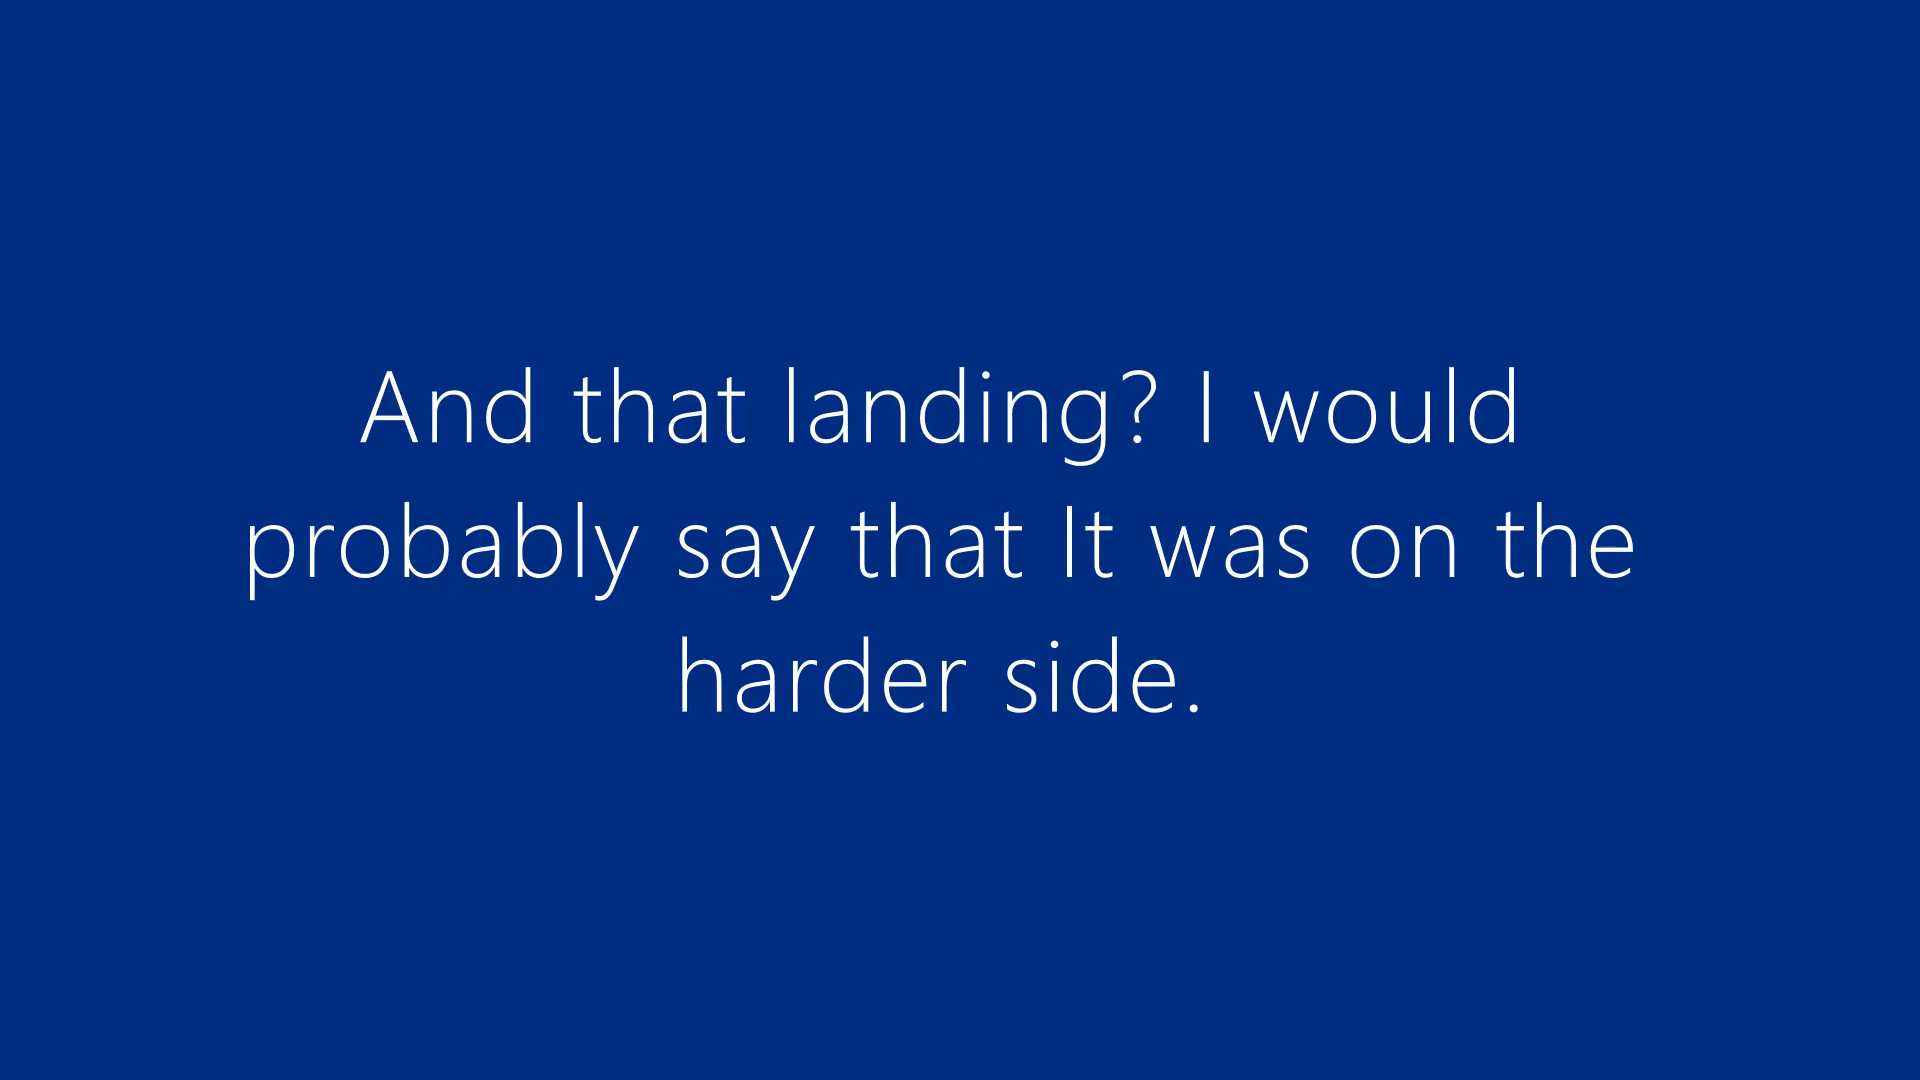 And that landing? I would
probably say that It was on the
harder side.